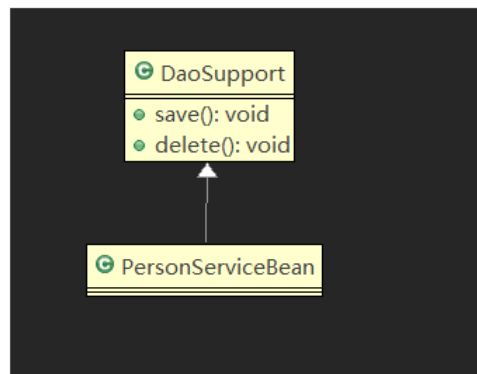 C DaoSupport
save(): void
delete(): void
C PersonServiceBean